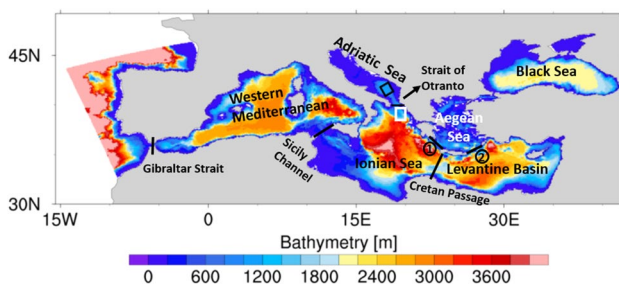 45N
30N
15W
0
15E
30E
Adriatic Sea
Strait of
Otranto
Black Sea
Western
Mediterranean
Aegean
Sea
Gibraltar Strait
Sicily
Channel
Ionian Sea
1
2
Levantine Basin
Cretan Passage
Bathymetry [m]
0 600 1200 1800 2400 3000 3600